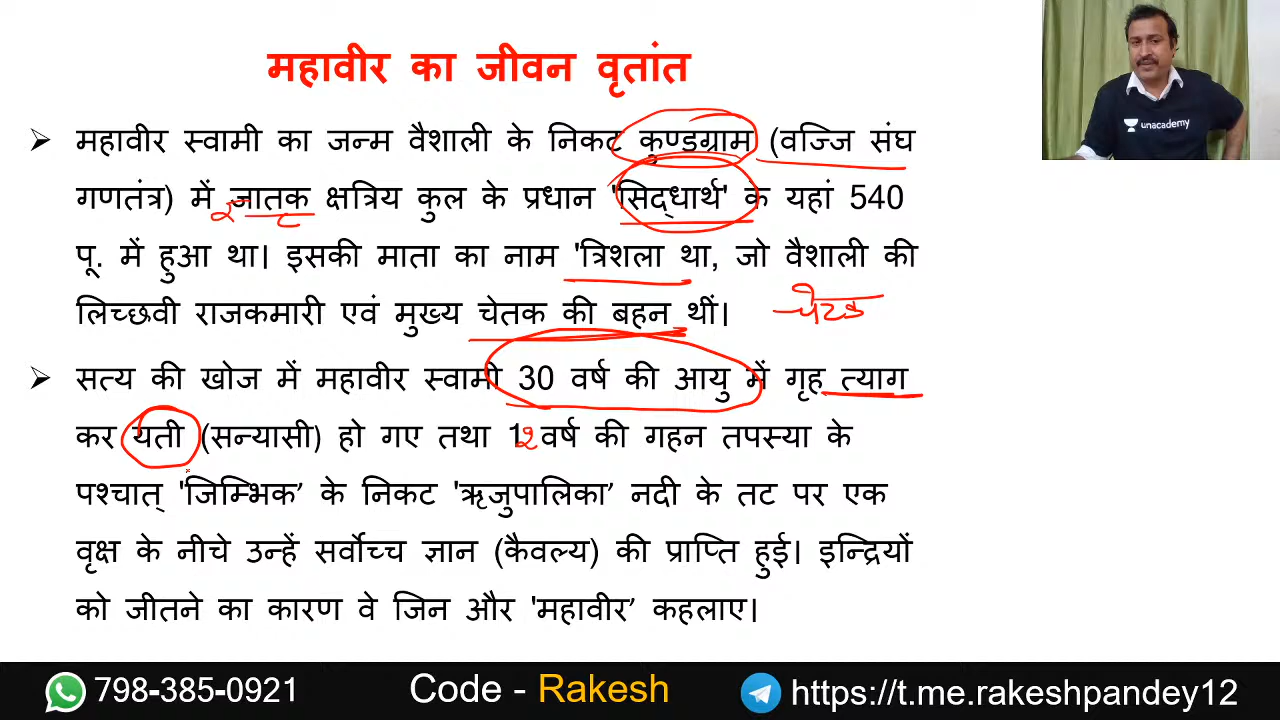 महावीर का जीवन वृतांत
unacademy
➢ महावीर स्वामी का जन्म वैशाली के निकट कुण्डग्राम (वज्जि संघ
गणतंत्र) में जातक क्षत्रिय कुल के प्रधान 'सिद्धार्थ' के यहां 540
पू. में हुआ था। इसकी माता का नाम 'त्रिशला था, जो वैशाली की
लिच्छवी राजकमारी एवं मुख्य चेतक की बहन थीं। चेटक
➢ सत्य की खोज में महावीर स्वामी 30 वर्ष की आयु में गृह त्याग
कर यती (सन्यासी) हो गए तथा 12 वर्ष की गहन तपस्या के
पश्चात् 'जिम्भिक’ के निकट 'ऋजुपालिका’ नदी के तट पर एक
वृक्ष के नीचे उन्हें सर्वोच्च ज्ञान (कैवल्य) की प्राप्ति हुई। इन्द्रियों
को जीतने का कारण वे जिन और 'महावीर’ कहलाए।
798-385-0921 Code - Rakesh https://t.me.rakeshpandey12